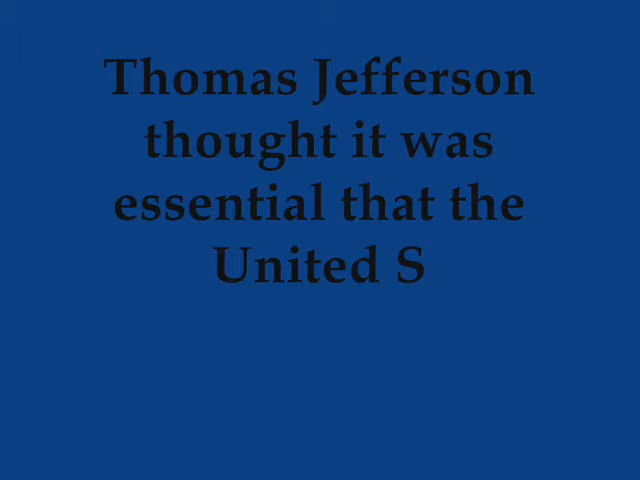 Thomas Jefferson
thought it was
essential that the
United S